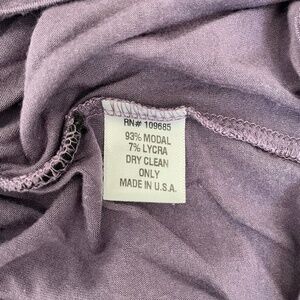 RN# 109685
93% MODAL
7% LYCRA
DRY CLEAN
ONLY
MADE IN U.S.A.